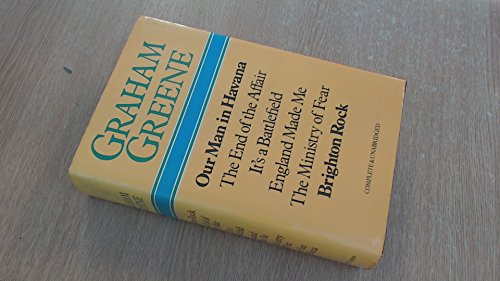 GRAHAM
GREENE
Our Man in Havana
The End of the Affair
It's a Battlefield
England Made Me
The Ministry of Fear
Brighton Rock
COMPLETE & UNABRIDGED